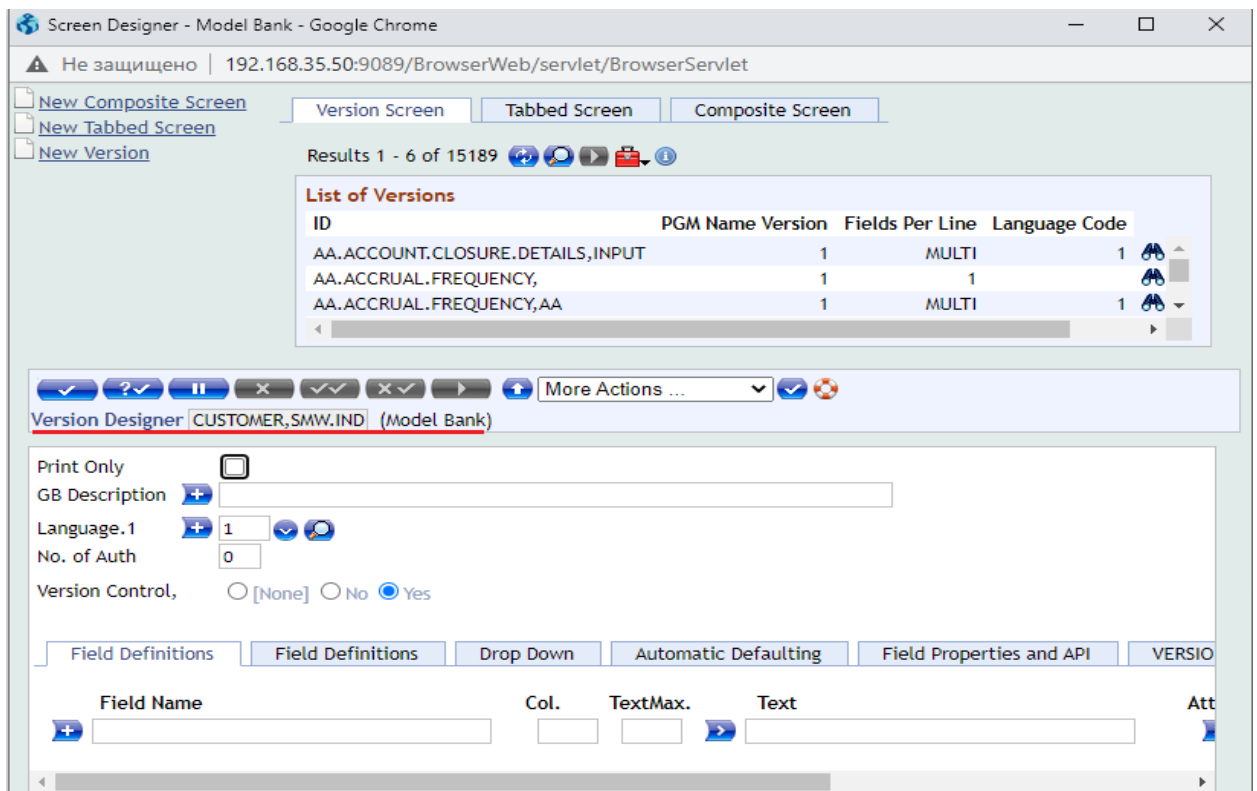 Screen Designer - Model Bank - Google Chrome
Не защищено | 192.168.35.50:9089/BrowserWeb/servlet/BrowserServlet
New Composite Screen
New Tabbed Screen
New Version
Version Screen Tabbed Screen Composite Screen
Results 1 - 6 of 15189
List of Versions
ID PGM Name Version Fields Per Line Language Code
AA.ACCOUNT.CLOSURE.DETAILS,INPUT 1 MULTI 1
AA.ACCRUAL.FREQUENCY, 1 1
AA.ACCRUAL.FREQUENCY,AA 1 MULTI 1
More Actions ...
Version Designer CUSTOMER,SMW.IND (Model Bank)
Print Only
GB Description
Language.1 1
No. of Auth 0
Version Control, [None] No Yes
Field Definitions Field Definitions Drop Down Automatic Defaulting Field Properties and API VERSIO
Field Name Col. TextMax. Text Att